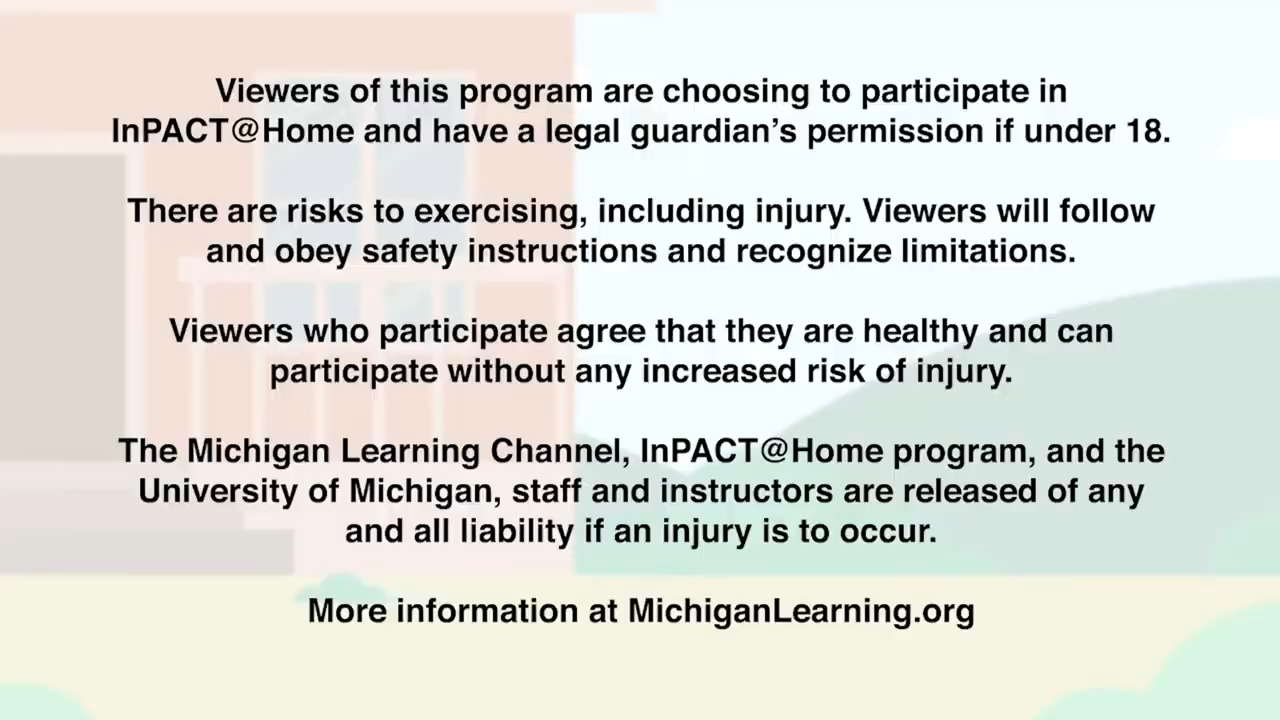 Viewers of this program are choosing to participate in
InPACT@Home and have a legal guardian’s permission if under 18.
There are risks to exercising, including injury. Viewers will follow
and obey safety instructions and recognize limitations.
Viewers who participate agree that they are healthy and can
participate without any increased risk of injury.
The Michigan Learning Channel, InPACT@Home program, and the
University of Michigan, staff and instructors are released of any
and all liability if an injury is to occur.
More information at MichiganLearning.org